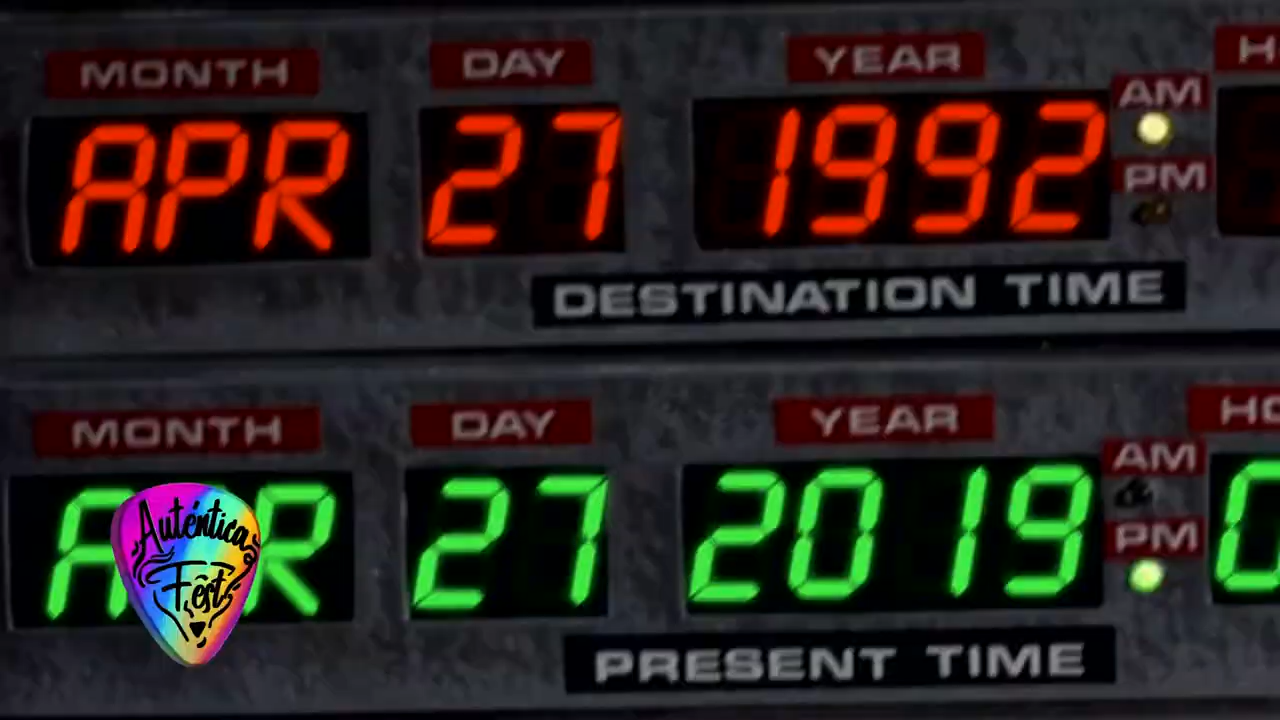 MONTH DAY YEAR
AM
APR 27 1992
PM
DESTINATION TIME
MONTH DAY YEAR
AM
27 2019
PM
PRESENT TIME
Auténtica
Fest